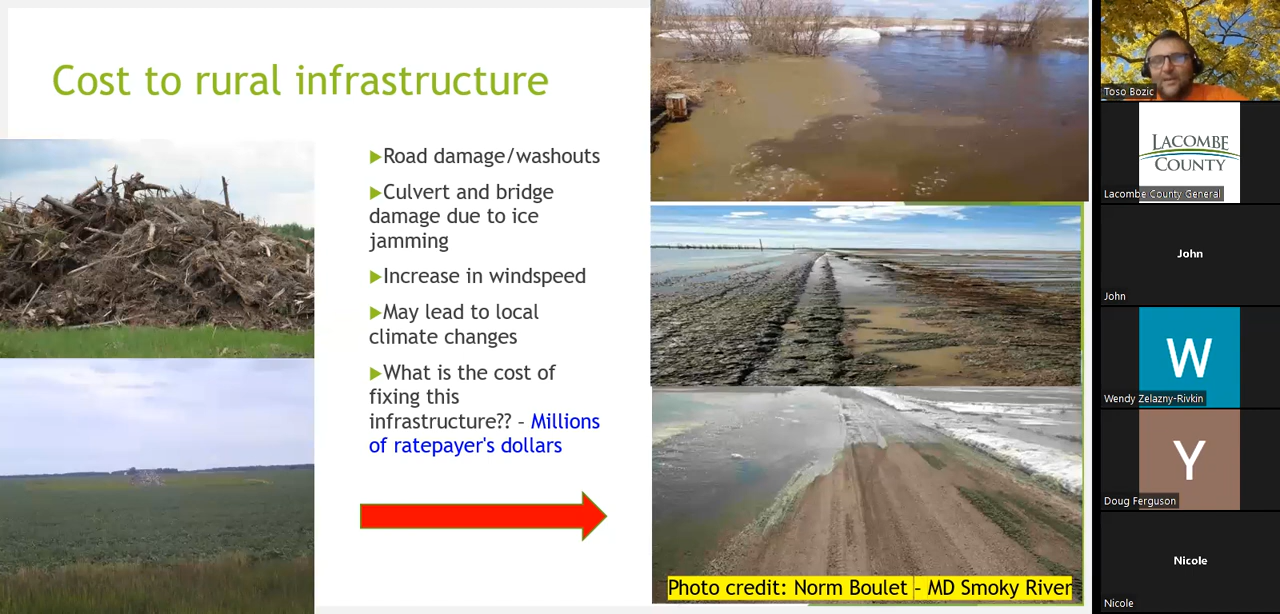 Cost to rural infrastructure
▶Road damage/washouts
▶Culvert and bridge
damage due to ice
jamming
▶Increase in windspeed
▶May lead to local
climate changes
▶What is the cost of
fixing this
infrastructure?? – Millions
of ratepayer's dollars
Photo credit: Norm Boulet – MD Smoky River
Toso Bozic
LACOMBE
COUNTY
Lacombe County General
John
John
W
Wendy Zelazny-Rivkin
Y
Doug Ferguson
Nicole
Nicole